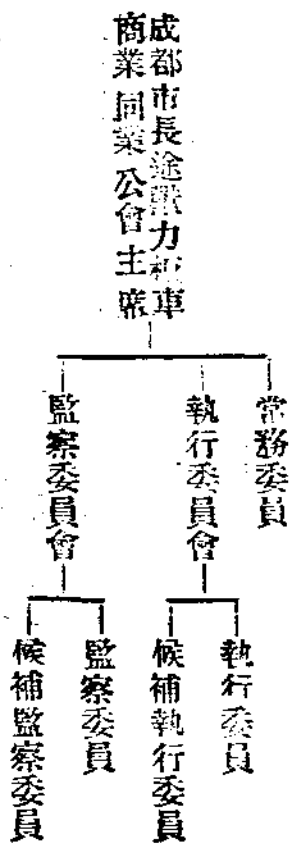 成都市長途獸力板車
商業同業公會主席
常務委員
執行委員會
監察委員會
執行委員
候補執行委員
監察委員
候補監察委員